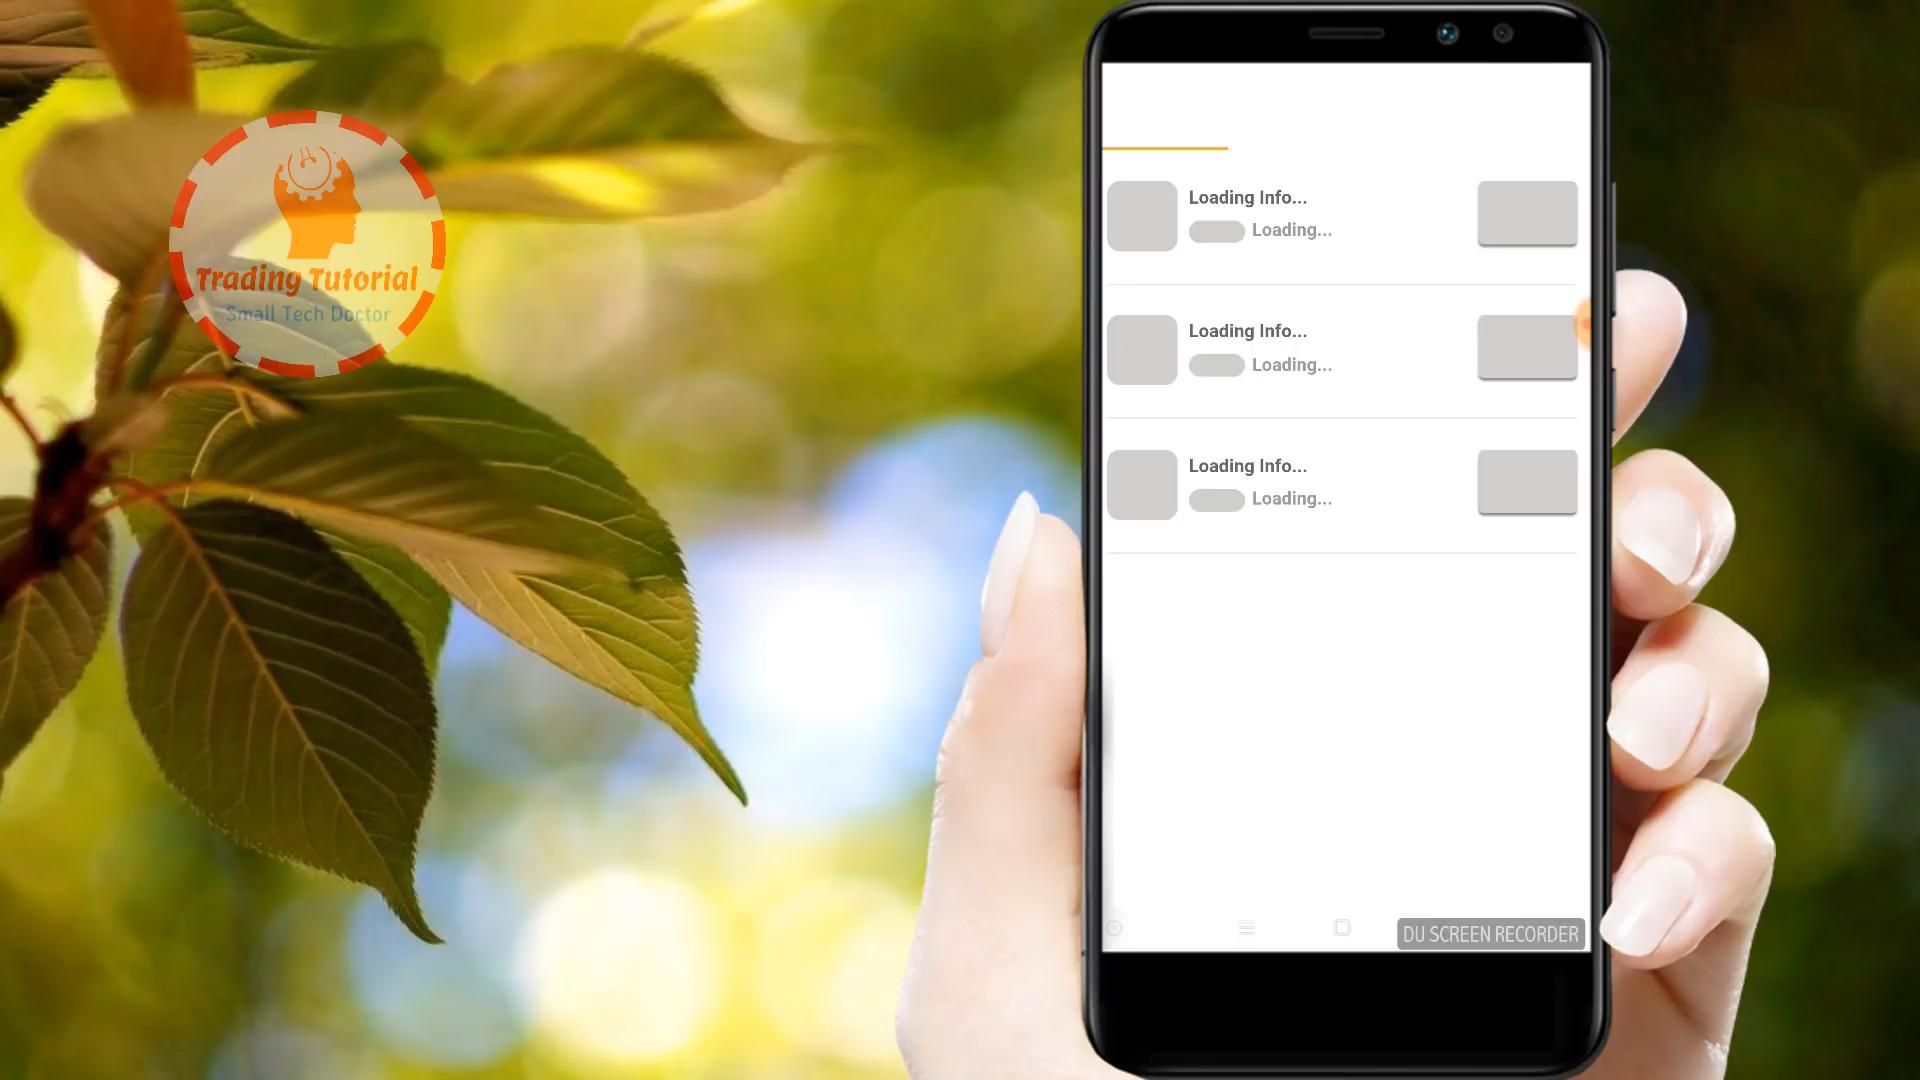 Trading Tutorial
Small Tech Doctor
Loading Info...
Loading...
Loading Info...
Loading...
Loading Info...
Loading...
DU SCREEN RECORDER